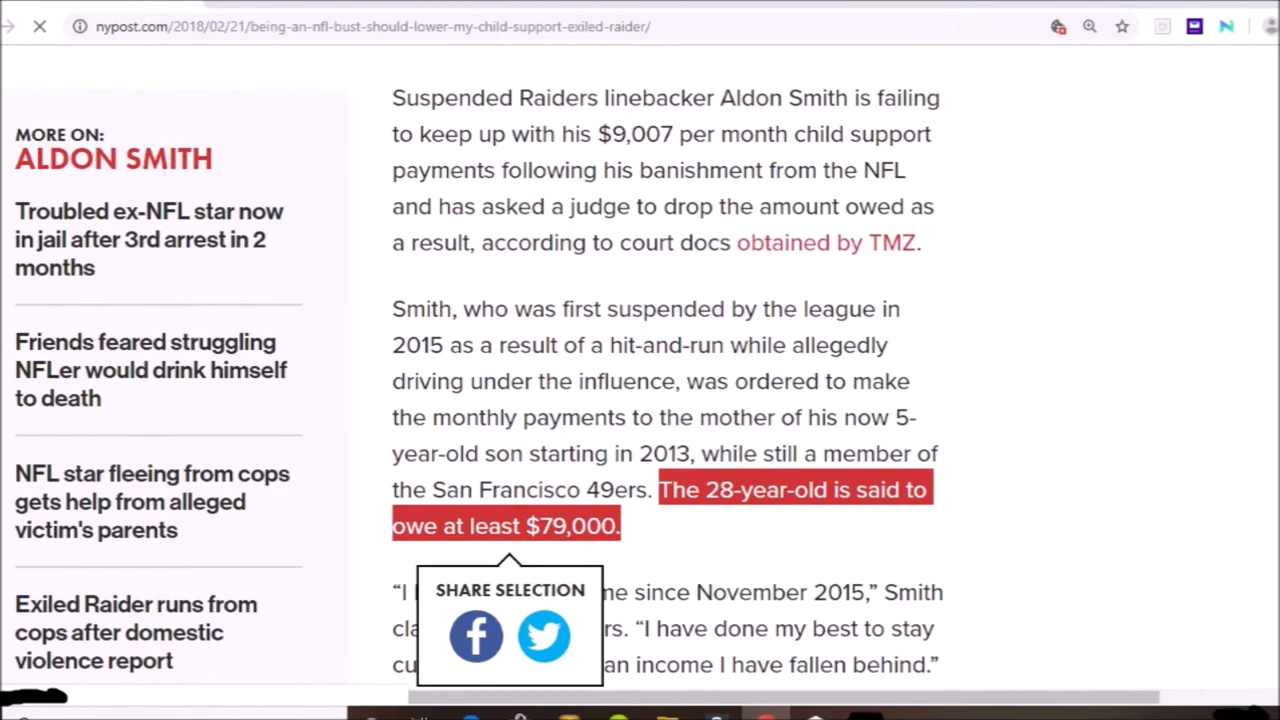 nypost.com/2018/02/21/being-an-nfl-bust-should-lower-my-child-support-exiled-raider/
MORE ON:
ALDON SMITH
Troubled ex-NFL star now
in jail after 3rd arrest in 2
months
Friends feared struggling
NFLer would drink himself
to death
NFL star fleeing from cops
gets help from alleged
victim's parents
Exiled Raider runs from
cops after domestic
violence report
Suspended Raiders linebacker Aldon Smith is failing
to keep up with his $9,007 per month child support
payments following his banishment from the NFL
and has asked a judge to drop the amount owed as
a result, according to court docs obtained by TMZ.
Smith, who was first suspended by the league in
2015 as a result of a hit-and-run while allegedly
driving under the influence, was ordered to make
the monthly payments to the mother of his now 5-
year-old son starting in 2013, while still a member of
the San Francisco 49ers. The 28-year-old is said to
owe at least $79,000.
“I me since November 2015,” Smith
cla rs. “I have done my best to stay
cu an income I have fallen behind.”
SHARE SELECTION